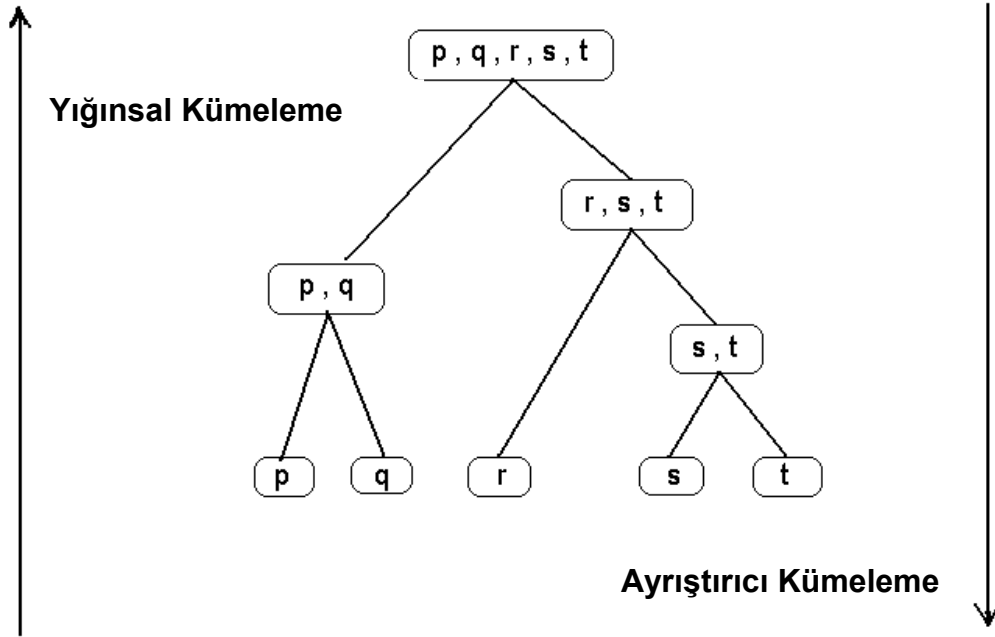 p , q , r , s , t
Yığınsal Kümeleme
r , s , t
p , q
s , t
p
q
r
s
t
Ayrıştırıcı Kümeleme